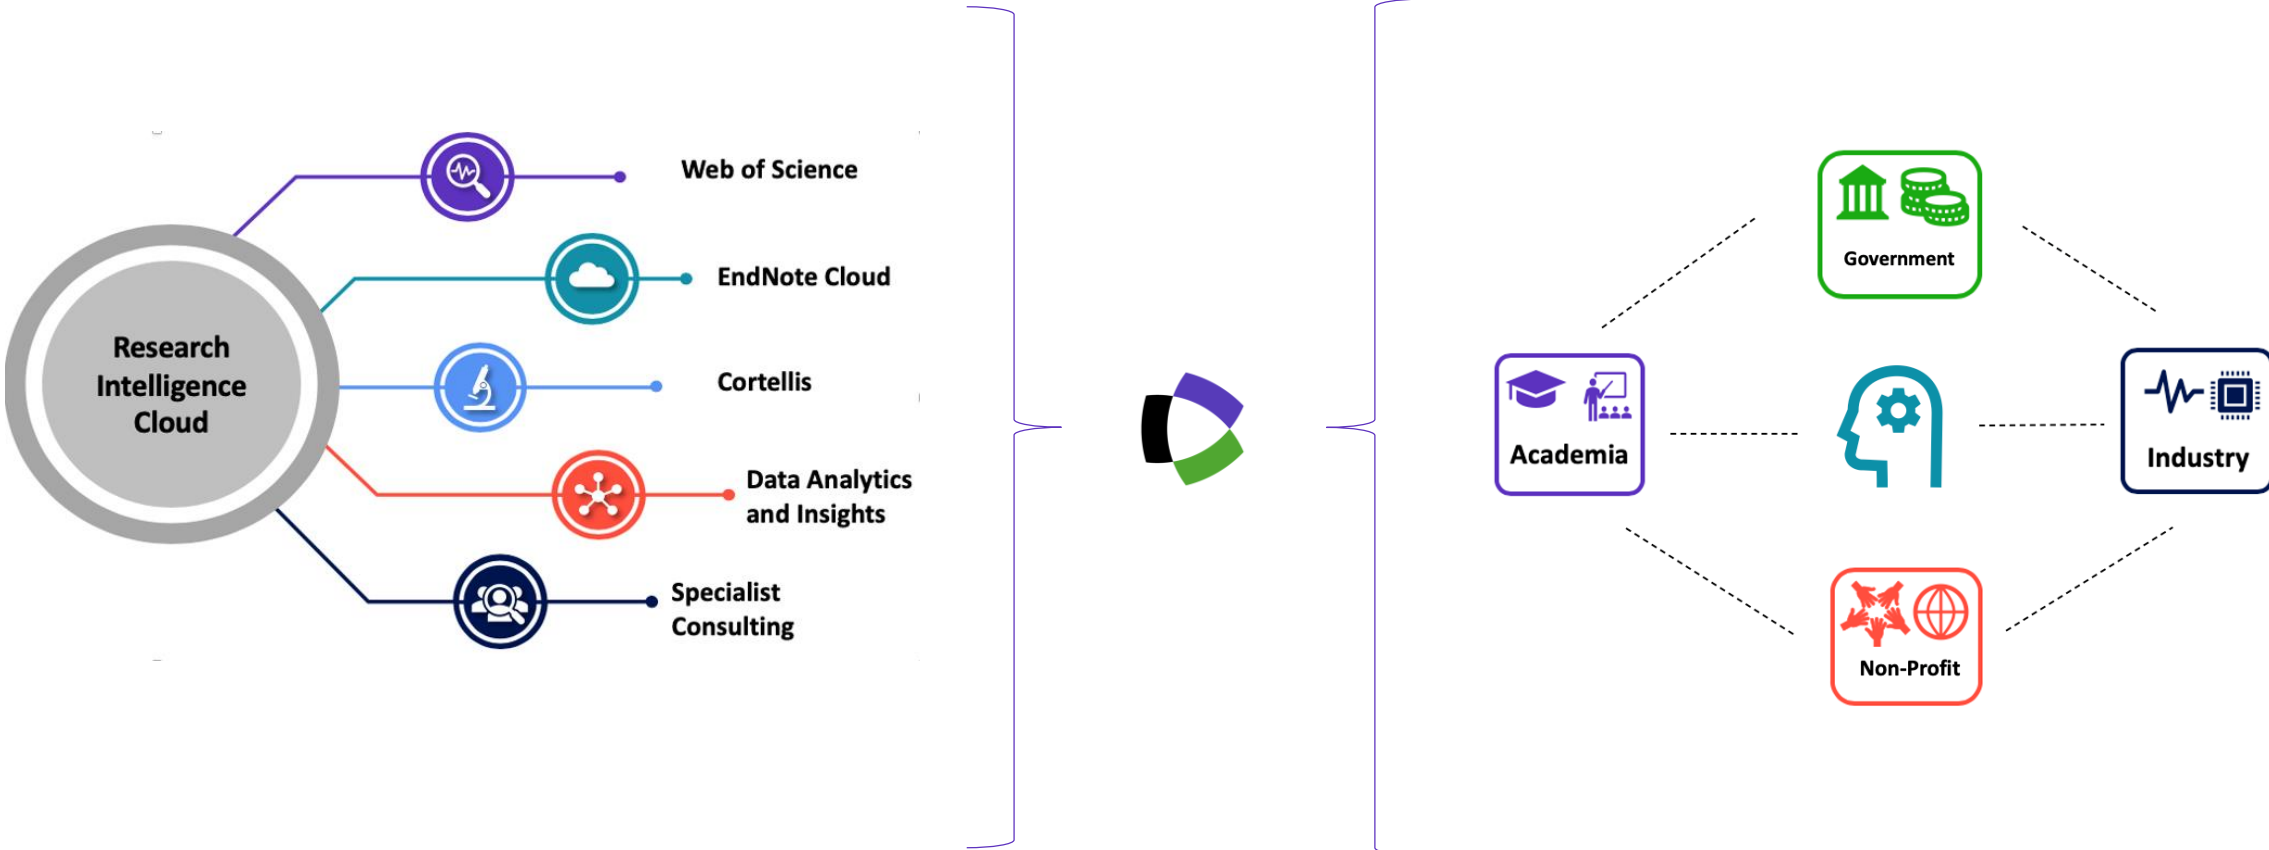 Research
Intelligence
Cloud
Web of Science
EndNote Cloud
Cortellis
Data Analytics
and Insights
Specialist
Consulting
Government
Academia
Industry
Non-Profit